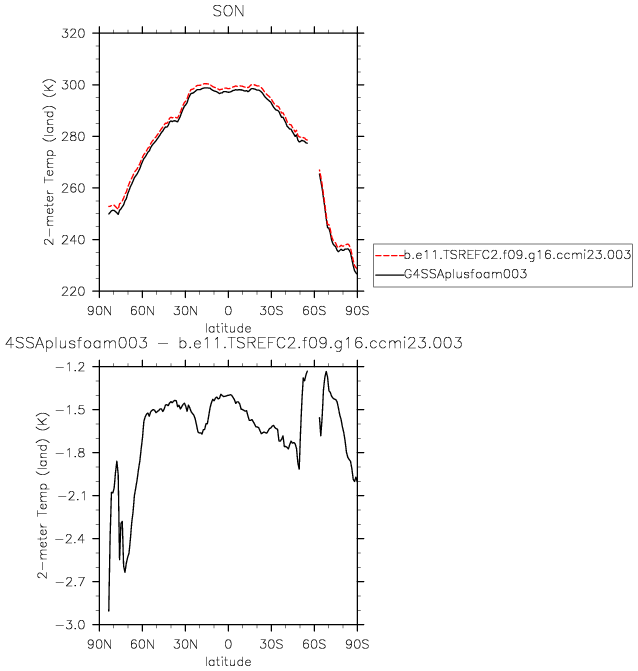 SON
320
300
280
260
240
220
2-meter Temp (land) (K)
90N 60N 30N 0 30S 60S 90S
latitude
b.e11.TSREFC2.f09.g16.ccmi23.003
G4SSAplusfoam003
4SSAplusfoam003 - b.e11.TSREFC2.f09.g16.ccmi23.003
-1.2
-1.5
-1.8
-2.1
-2.4
-2.7
-3.0
2-meter Temp (land) (K)
90N 60N 30N 0 30S 60S 90S
latitude